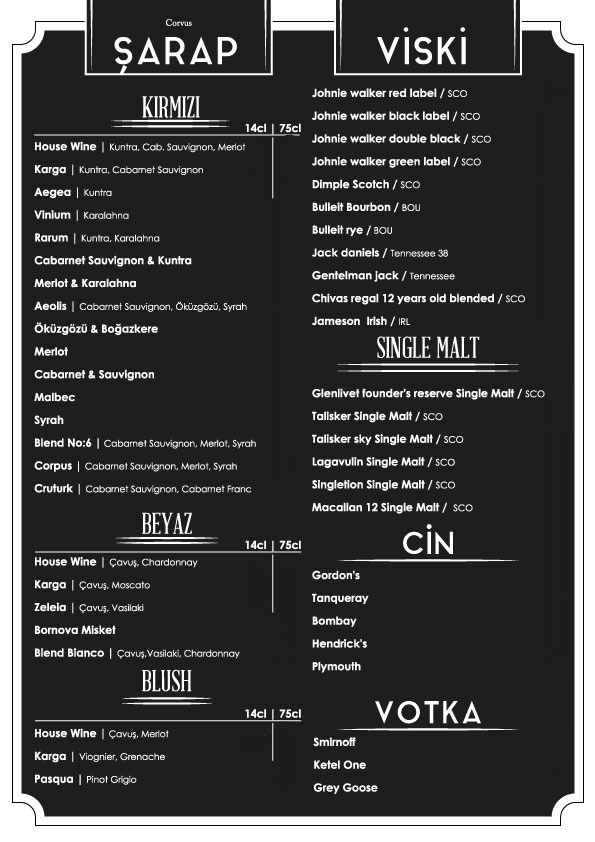 Corvus
ŞARAP
KIRMIZI
14cl | 75cl
House Wine | Kuntra, Cab. Sauvignon, Merlot
Karga | Kuntra, Cabarnet Sauvignon
Aegea | Kuntra
Vinium | Karalahna
Rarum | Kuntra, Karalahna
Cabarnet Sauvignon & Kuntra
Merlot & Karalahna
Aeolis | Cabarnet Sauvignon, Öküzgözü, Syrah
Öküzgözü & Boğazkere
Merlot
Cabarnet & Sauvignon
Malbec
Syrah
Blend No:6 | Cabarnet Sauvignon, Merlot, Syrah
Corpus | Cabarnet Sauvignon, Merlot, Syrah
Cruturk | Cabarnet Sauvignon, Cabarnet Franc
BEYAZ
14cl | 75cl
House Wine | Çavuş, Chardonnay
Karga | Çavuş, Moscato
Zeleia | Çavuş, Vasilaki
Bornova Misket
Blend Bianco | Çavuş,Vasilaki, Chardonnay
BLUSH
14cl | 75cl
House Wine | Çavuş, Merlot
Karga | Viognier, Grenache
Pasqua | Pinot Grigio
VİSKİ
Johnie walker red label / SCO
Johnie walker black label / SCO
Johnie walker double black / SCO
Johnie walker green label / SCO
Dimple Scotch / SCO
Bulleit Bourbon / BOU
Bulleit rye / BOU
Jack daniels / Tennessee 38
Gentelman jack / Tennessee
Chivas regal 12 years old blended / SCO
Jameson Irish / IRL
SINGLE MALT
Glenlivet founder's reserve Single Malt / SCO
Talisker Single Malt / SCO
Talisker sky Single Malt / SCO
Lagavulin Single Malt / SCO
Singletion Single Malt / SCO
Macallan 12 Single Malt / SCO
CİN
Gordon's
Tanqueray
Bombay
Hendrick's
Plymouth
VOTKA
Smirnoff
Ketel One
Grey Goose